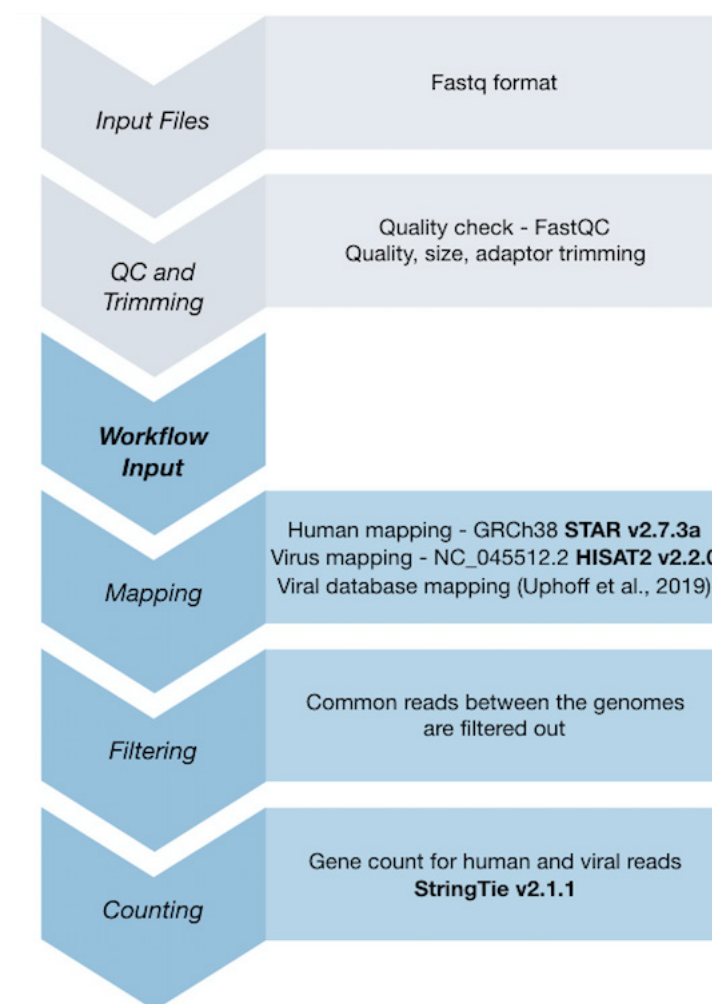 Fastq format
Input Files
Quality check - FastQC
Quality, size, adaptor trimming
QC and
Trimming
Workflow
Input
Human mapping - GRCh38 STAR v2.7.3a
Virus mapping - NC_045512.2 HISAT2 v2.2.0
Viral database mapping (Uphoff et al., 2019)
Mapping
Common reads between the genomes
are filtered out
Filtering
Gene count for human and viral reads
StringTie v2.1.1
Counting